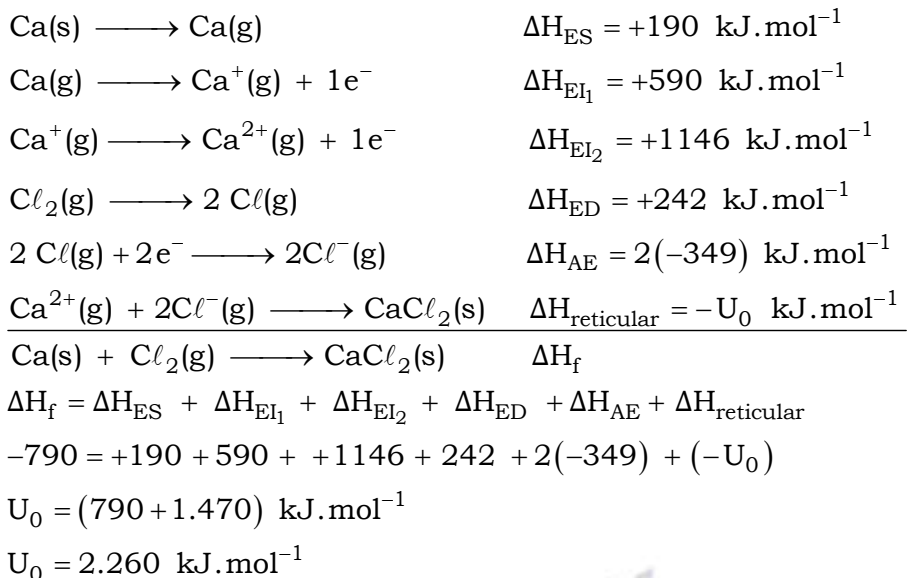 Ca(s) ⟶ Ca(g) ΔH_ES = +190 kJ.mol⁻¹
Ca(g) ⟶ Ca⁺(g) + 1e⁻ ΔH_EI₁ = +590 kJ.mol⁻¹
Ca⁺(g) ⟶ Ca²⁺(g) + 1e⁻ ΔH_EI₂ = +1146 kJ.mol⁻¹
Cℓ₂(g) ⟶ 2 Cℓ(g) ΔH_ED = +242 kJ.mol⁻¹
2 Cℓ(g) + 2e⁻ ⟶ 2Cℓ⁻(g) ΔH_AE = 2(−349) kJ.mol⁻¹
Ca²⁺(g) + 2Cℓ⁻(g) ⟶ CaCℓ₂(s) ΔH_reticular = −U₀ kJ.mol⁻¹
Ca(s) + Cℓ₂(g) ⟶ CaCℓ₂(s) ΔH_f
ΔH_f = ΔH_ES + ΔH_EI₁ + ΔH_EI₂ + ΔH_ED + ΔH_AE + ΔH_reticular
−790 = +190 + 590 + +1146 + 242 + 2(−349) + (−U₀)
U₀ = (790 + 1.470) kJ.mol⁻¹
U₀ = 2.260 kJ.mol⁻¹